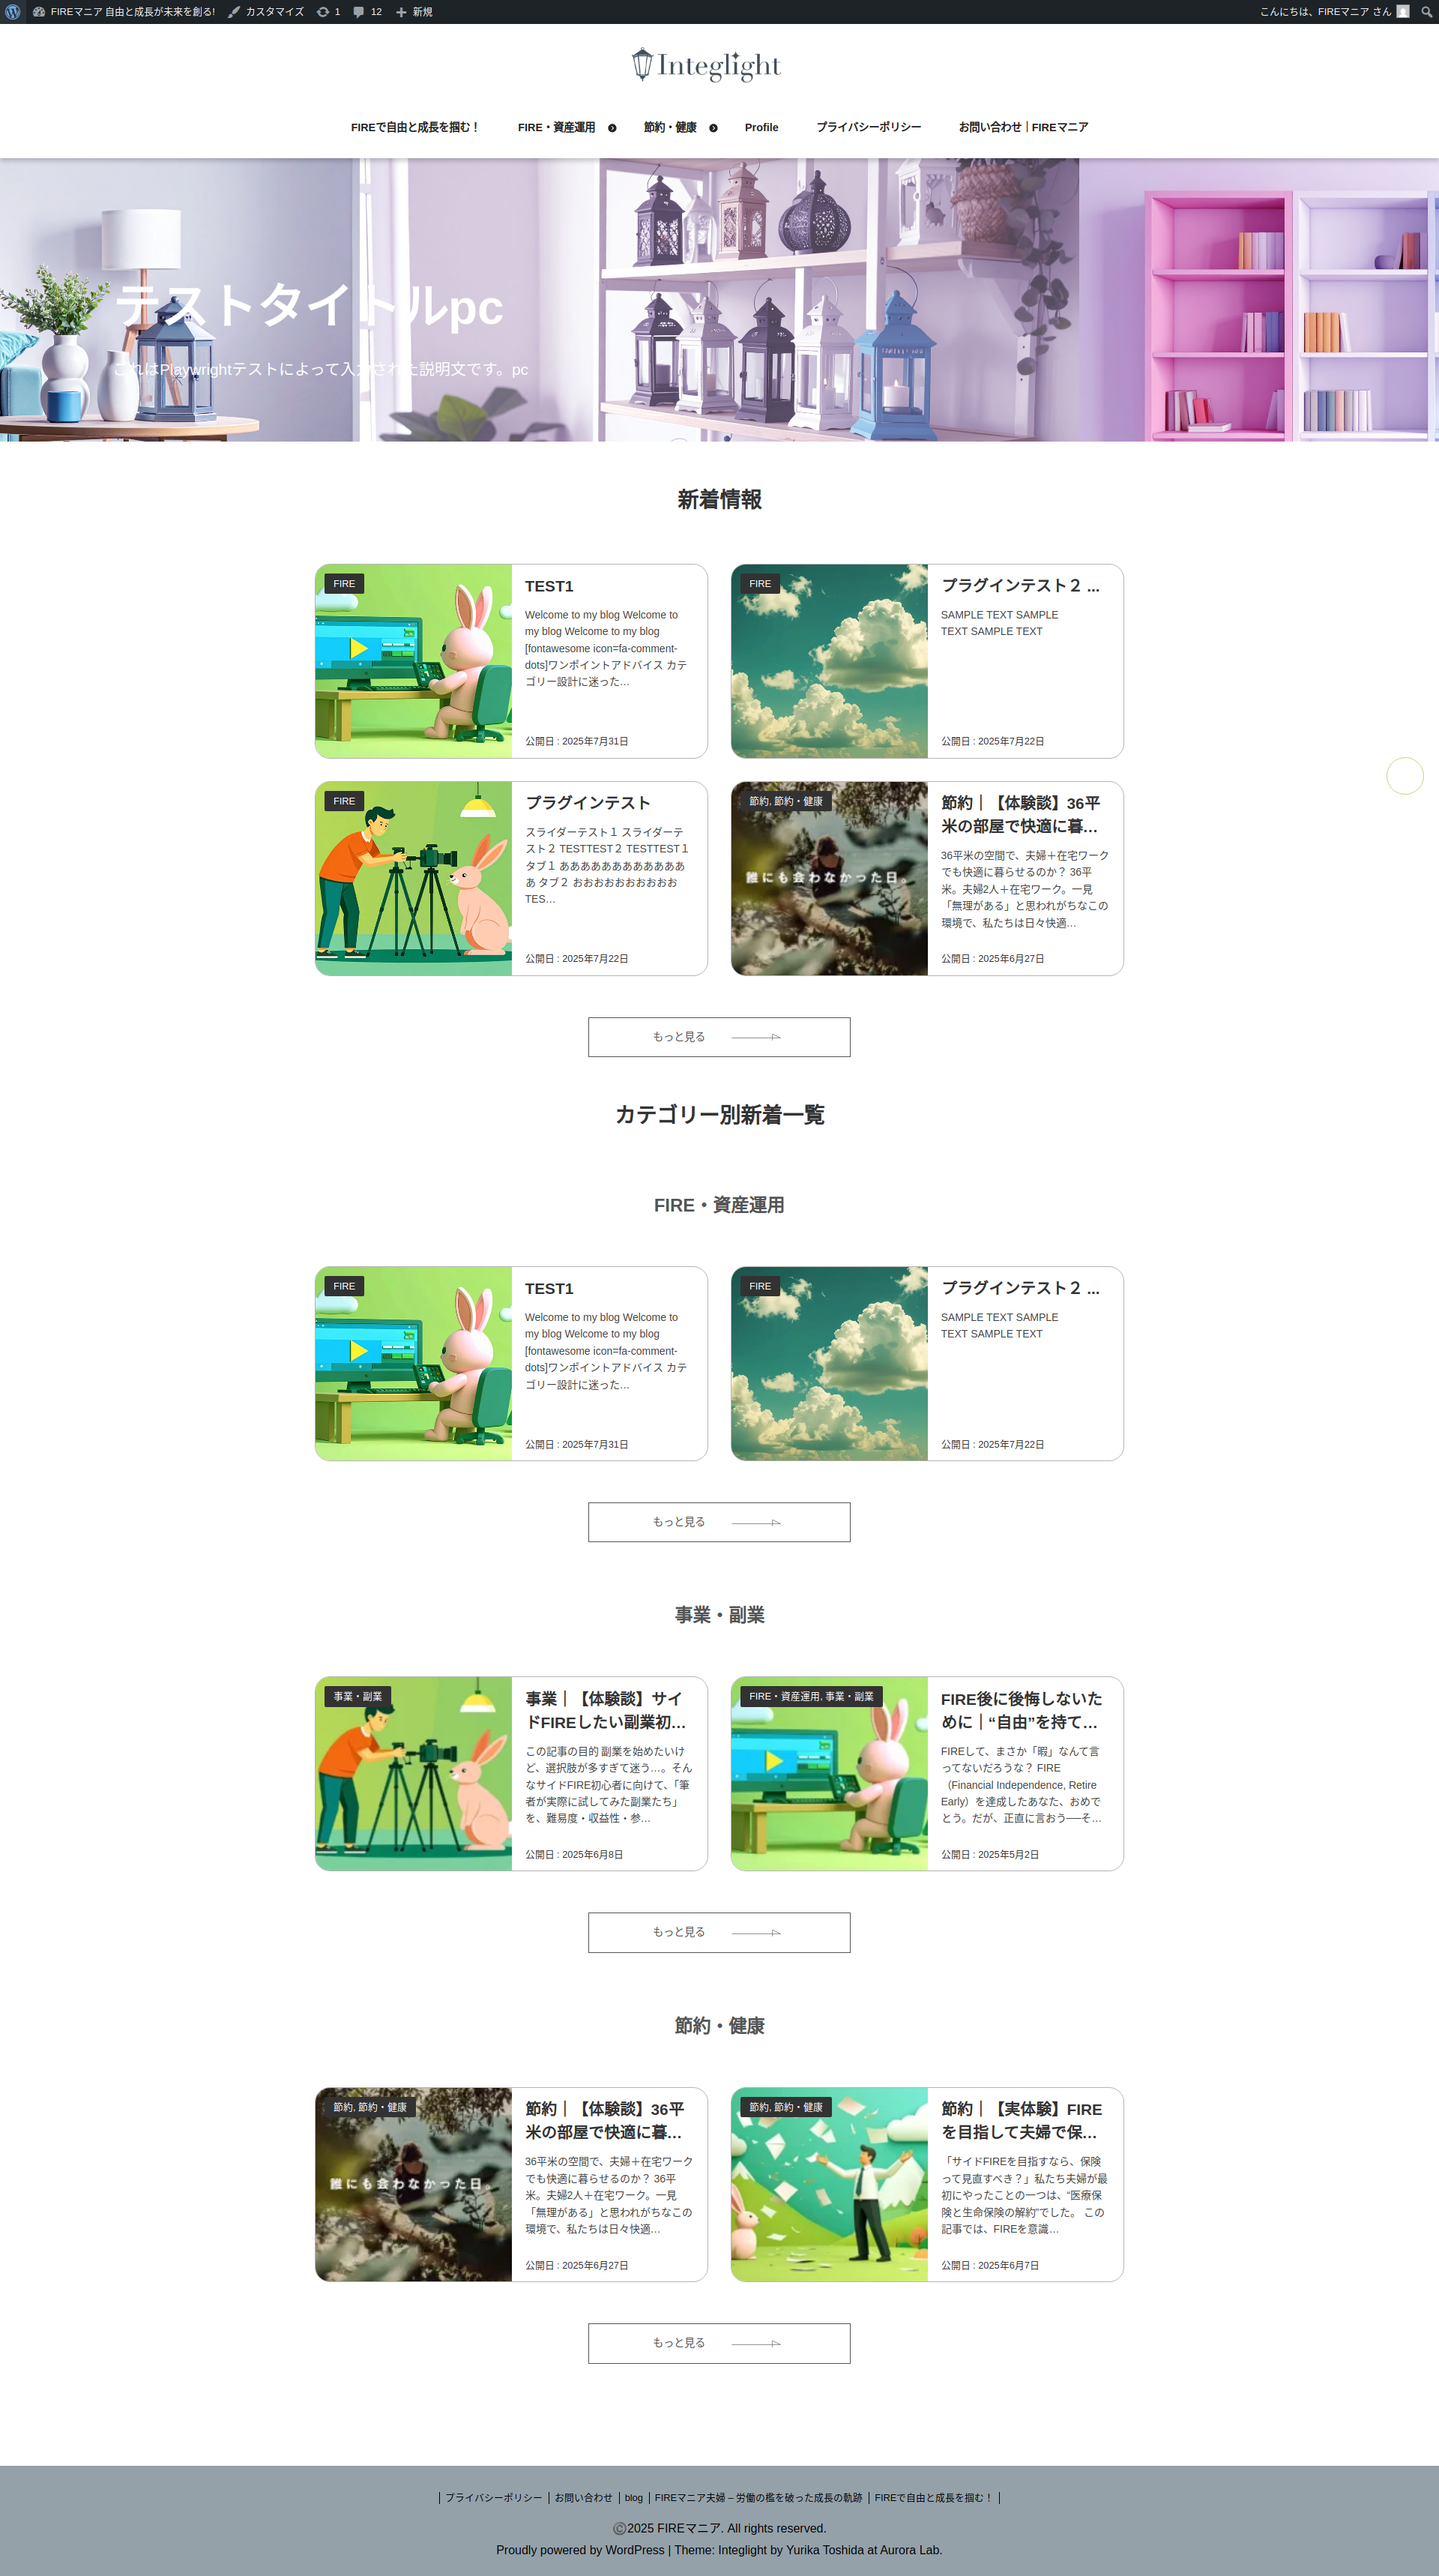 FIREマニア 自由と成長が未来を創る! カスタマイズ 1 12 新規 こんにちは、FIREマニア さん
Integlight
FIREで自由と成長を掴む！ FIRE・資産運用 節約・健康 Profile プライバシーポリシー お問い合わせ｜FIREマニア
テストタイトルpc
これはPlaywrightテストによって入力された説明文です。pc
新着情報
FIRE
TEST1
Welcome to my blog Welcome to
my blog Welcome to my blog
[fontawesome icon=fa-comment-
dots]ワンポイントアドバイス カテ
ゴリー設計に迷った…
公開日 : 2025年7月31日
FIRE
プラグインテスト２ ...
SAMPLE TEXT SAMPLE
TEXT SAMPLE TEXT
公開日 : 2025年7月22日
FIRE
プラグインテスト
スライダーテスト１ スライダーテ
スト２ TESTTEST２ TESTTEST１
タブ１ ああああああああああああ
あ タブ２ おおおおおおおおおお
TES…
公開日 : 2025年7月22日
節約, 節約・健康
誰にも会わなかった日。
節約｜【体験談】36平
米の部屋で快適に暮...
36平米の空間で、夫婦＋在宅ワーク
でも快適に暮らせるのか？ 36平
米。夫婦2人＋在宅ワーク。一見
「無理がある」と思われがちなこの
環境で、私たちは日々快適…
公開日 : 2025年6月27日
もっと見る
カテゴリー別新着一覧
FIRE・資産運用
FIRE
TEST1
Welcome to my blog Welcome to
my blog Welcome to my blog
[fontawesome icon=fa-comment-
dots]ワンポイントアドバイス カテ
ゴリー設計に迷った…
公開日 : 2025年7月31日
FIRE
プラグインテスト２ ...
SAMPLE TEXT SAMPLE
TEXT SAMPLE TEXT
公開日 : 2025年7月22日
もっと見る
事業・副業
事業・副業
事業｜【体験談】サイ
ドFIREしたい副業初...
この記事の目的 副業を始めたいけ
ど、選択肢が多すぎて迷う…。そん
なサイドFIRE初心者に向けて、「筆
者が実際に試してみた副業たち」
を、難易度・収益性・参…
公開日 : 2025年6月8日
FIRE・資産運用, 事業・副業
FIRE後に後悔しないた
めに｜“自由”を持て...
FIREして、まさか「暇」なんて言
ってないだろうな？ FIRE
（Financial Independence, Retire
Early）を達成したあなた、おめで
とう。だが、正直に言おう──そ…
公開日 : 2025年5月2日
もっと見る
節約・健康
節約, 節約・健康
誰にも会わなかった日。
節約｜【体験談】36平
米の部屋で快適に暮...
36平米の空間で、夫婦＋在宅ワーク
でも快適に暮らせるのか？ 36平
米。夫婦2人＋在宅ワーク。一見
「無理がある」と思われがちなこの
環境で、私たちは日々快適…
公開日 : 2025年6月27日
節約, 節約・健康
節約｜【実体験】FIRE
を目指して夫婦で保...
「サイドFIREを目指すなら、保険
って見直すべき？」私たち夫婦が最
初にやったことの一つは、“医療保
険と生命保険の解約”でした。 この
記事では、FIREを意識…
公開日 : 2025年6月7日
もっと見る
プライバシーポリシー お問い合わせ blog FIREマニア夫婦 – 労働の檻を破った成長の軌跡 FIREで自由と成長を掴む！
©2025 FIREマニア. All rights reserved.
Proudly powered by WordPress | Theme: Integlight by Yurika Toshida at Aurora Lab.